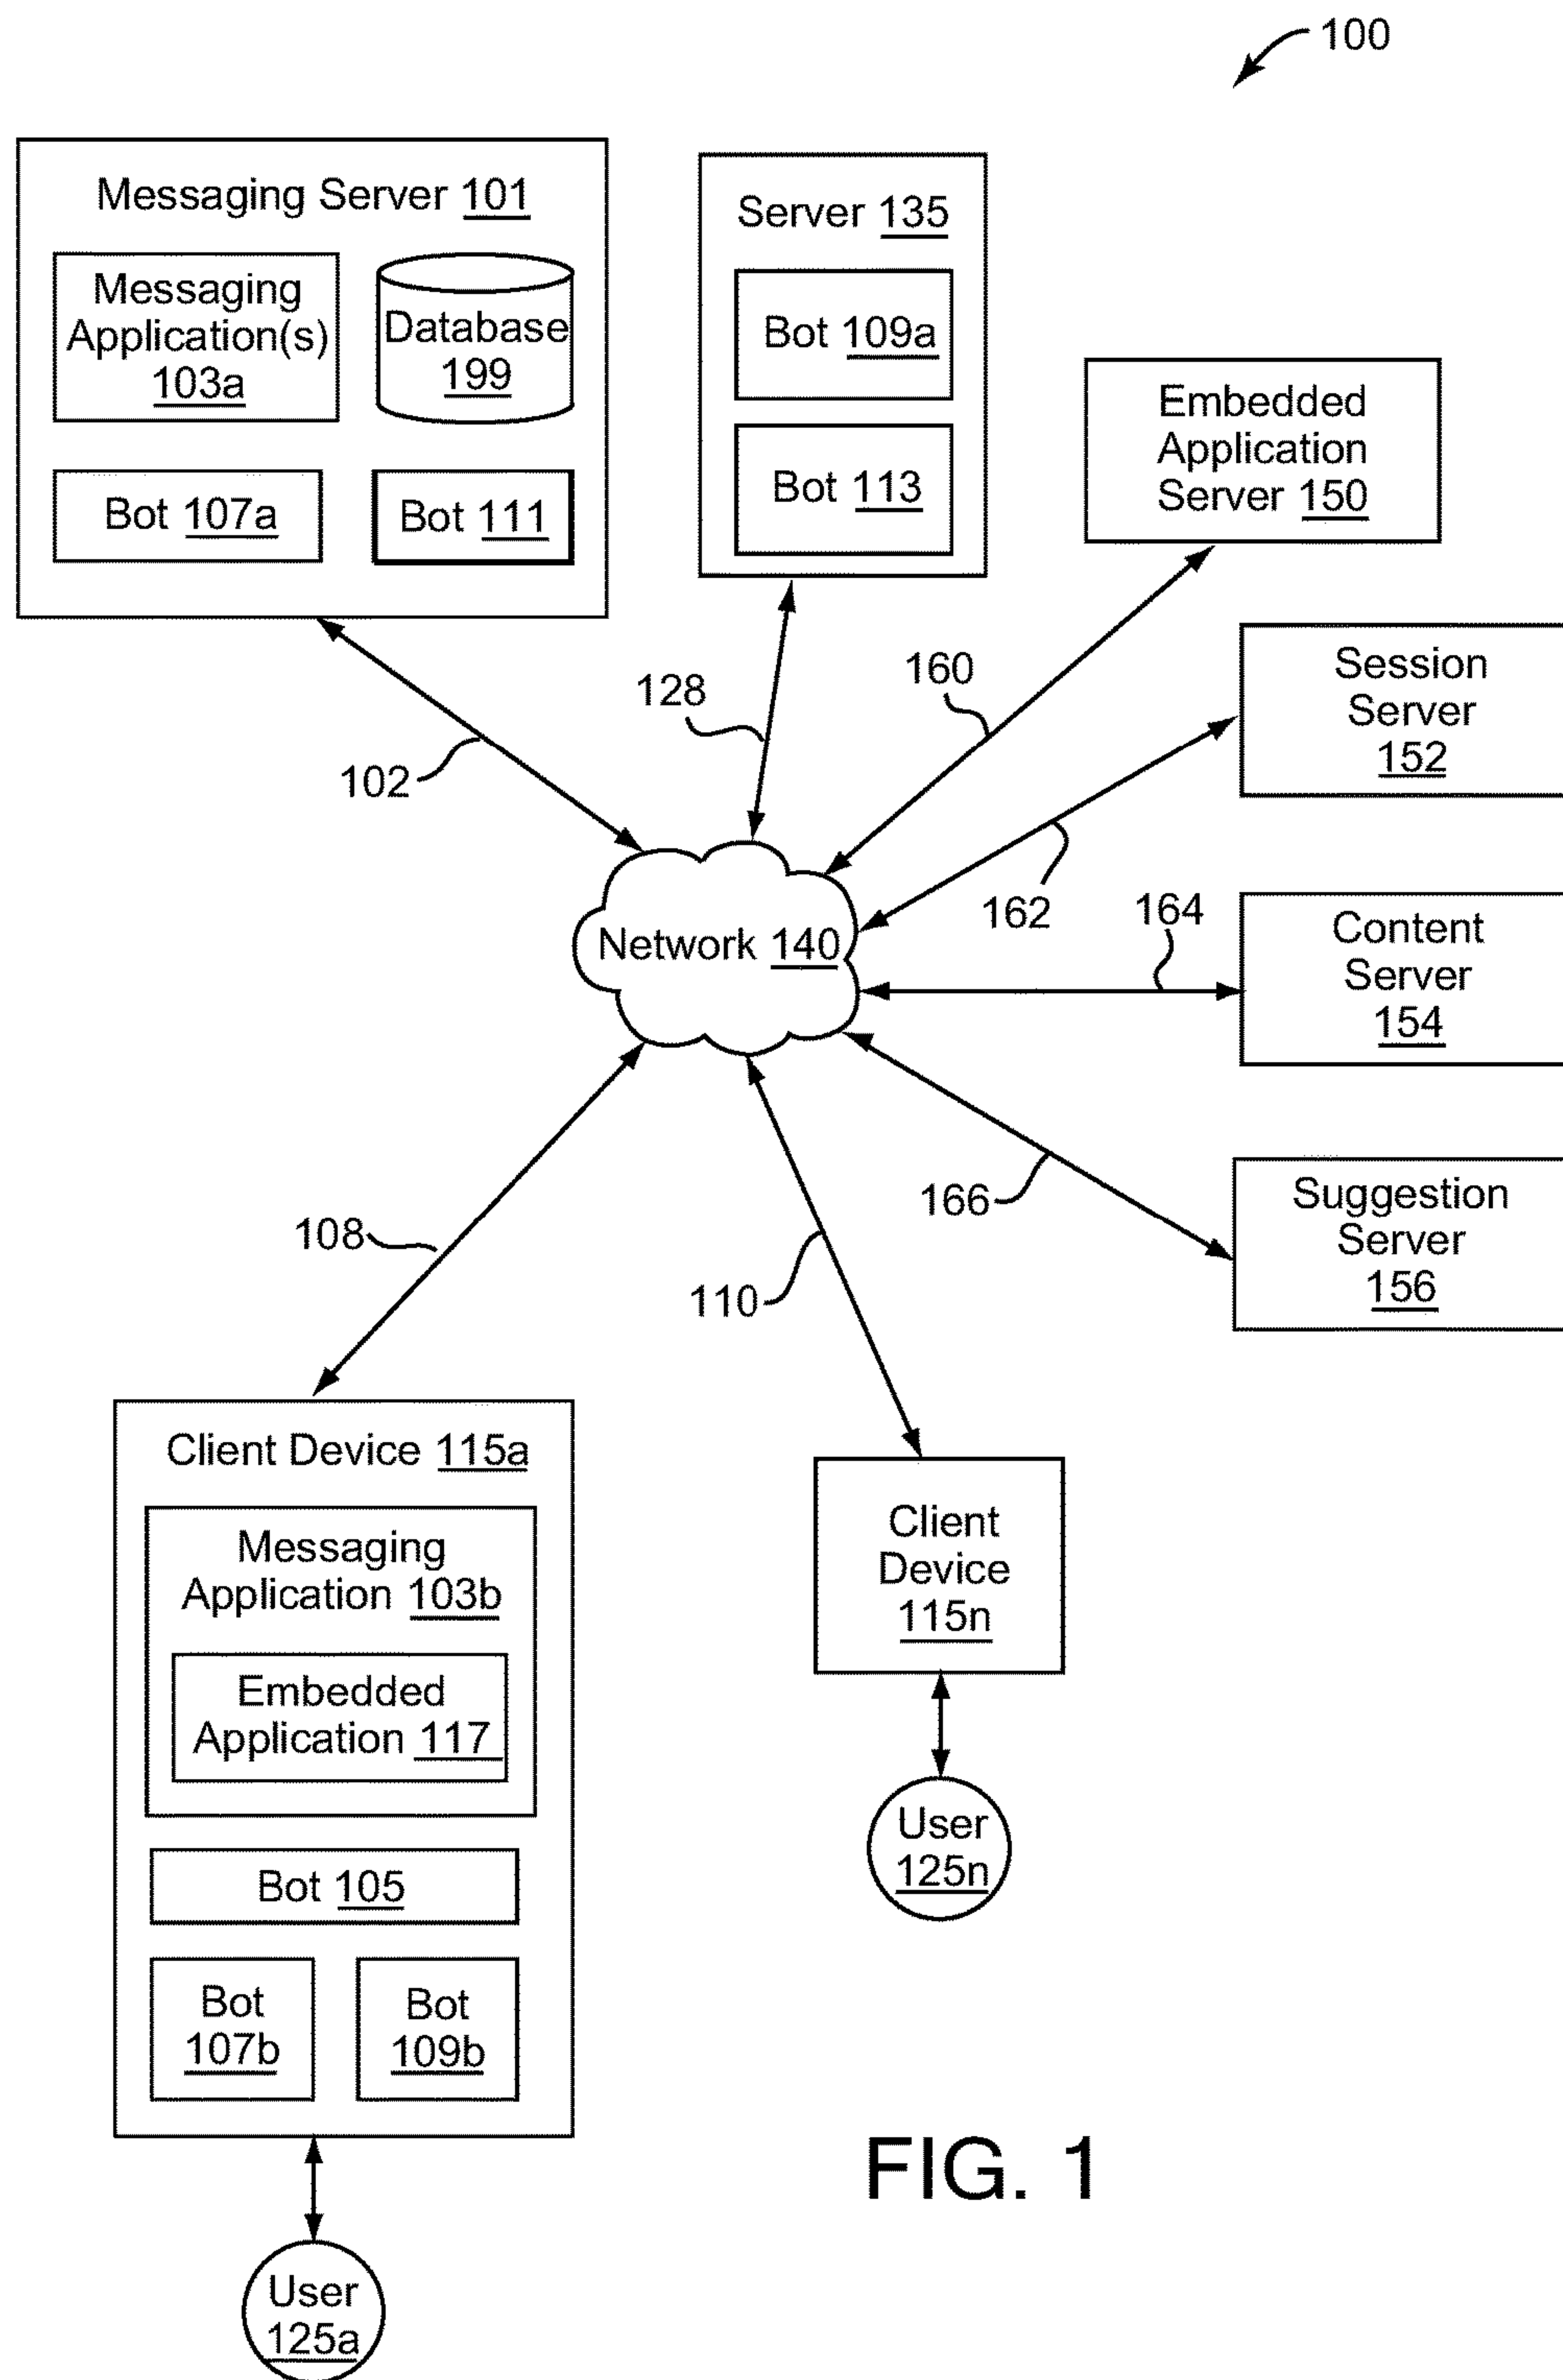 100
Messaging Server 101
Messaging
Application(s)
103a
Database
199
Bot 107a
Bot 111
Server 135
Bot 109a
Bot 113
Embedded
Application
Server 150
Session
Server
152
Content
Server
154
Suggestion
Server
156
102
128
160
162
164
166
Network 140
108
110
Client Device 115a
Messaging
Application 103b
Embedded
Application 117
Bot 105
Bot
107b
Bot
109b
User
125a
Client
Device
115n
User
125n
FIG. 1